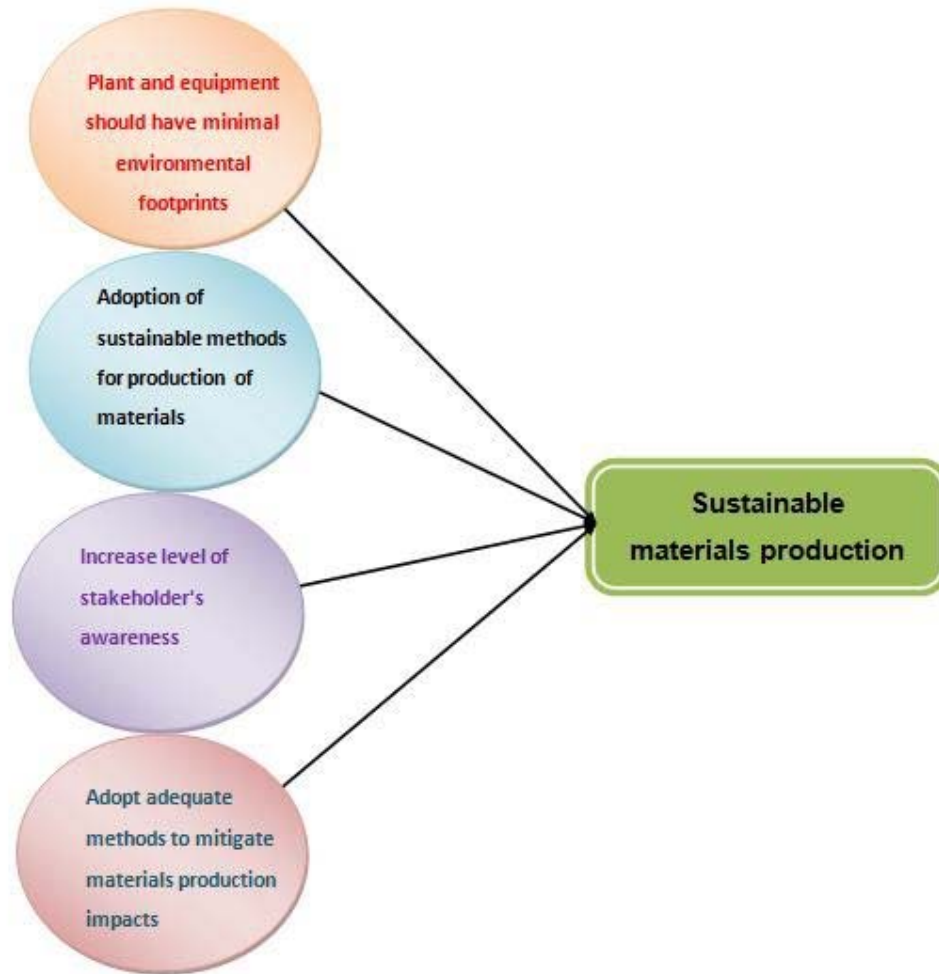 Plant and equipment
should have minimal
environmental
footprints
Adoption of
sustainable methods
for production of
materials
Increase level of
stakeholder's
awareness
Adopt adequate
methods to mitigate
materials production
impacts
Sustainable
materials production